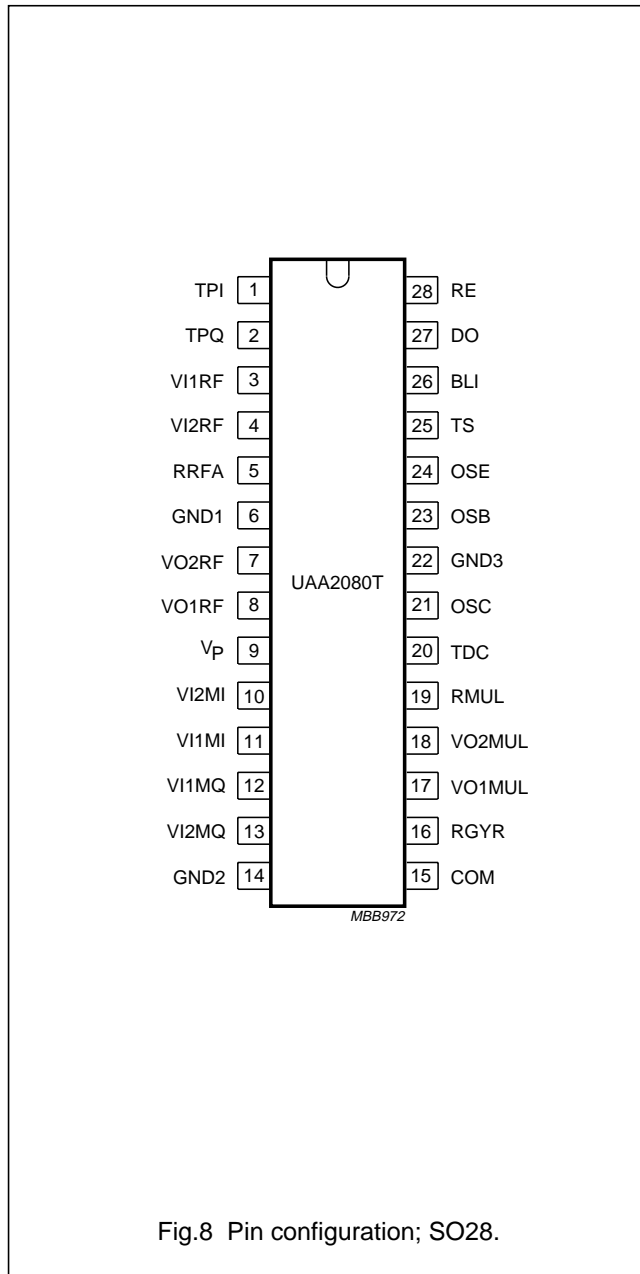 TPI 1 28 RE
TPQ 2 27 DO
VI1RF 3 26 BLI
VI2RF 4 25 TS
RRFA 5 24 OSE
GND1 6 23 OSB
VO2RF 7 22 GND3
UAA2080T
VO1RF 8 21 OSC
VP 9 20 TDC
VI2MI 10 19 RMUL
VI1MI 11 18 VO2MUL
VI1MQ 12 17 VO1MUL
VI2MQ 13 16 RGYR
GND2 14 15 COM
MBB972
Fig.8 Pin configuration; SO28.